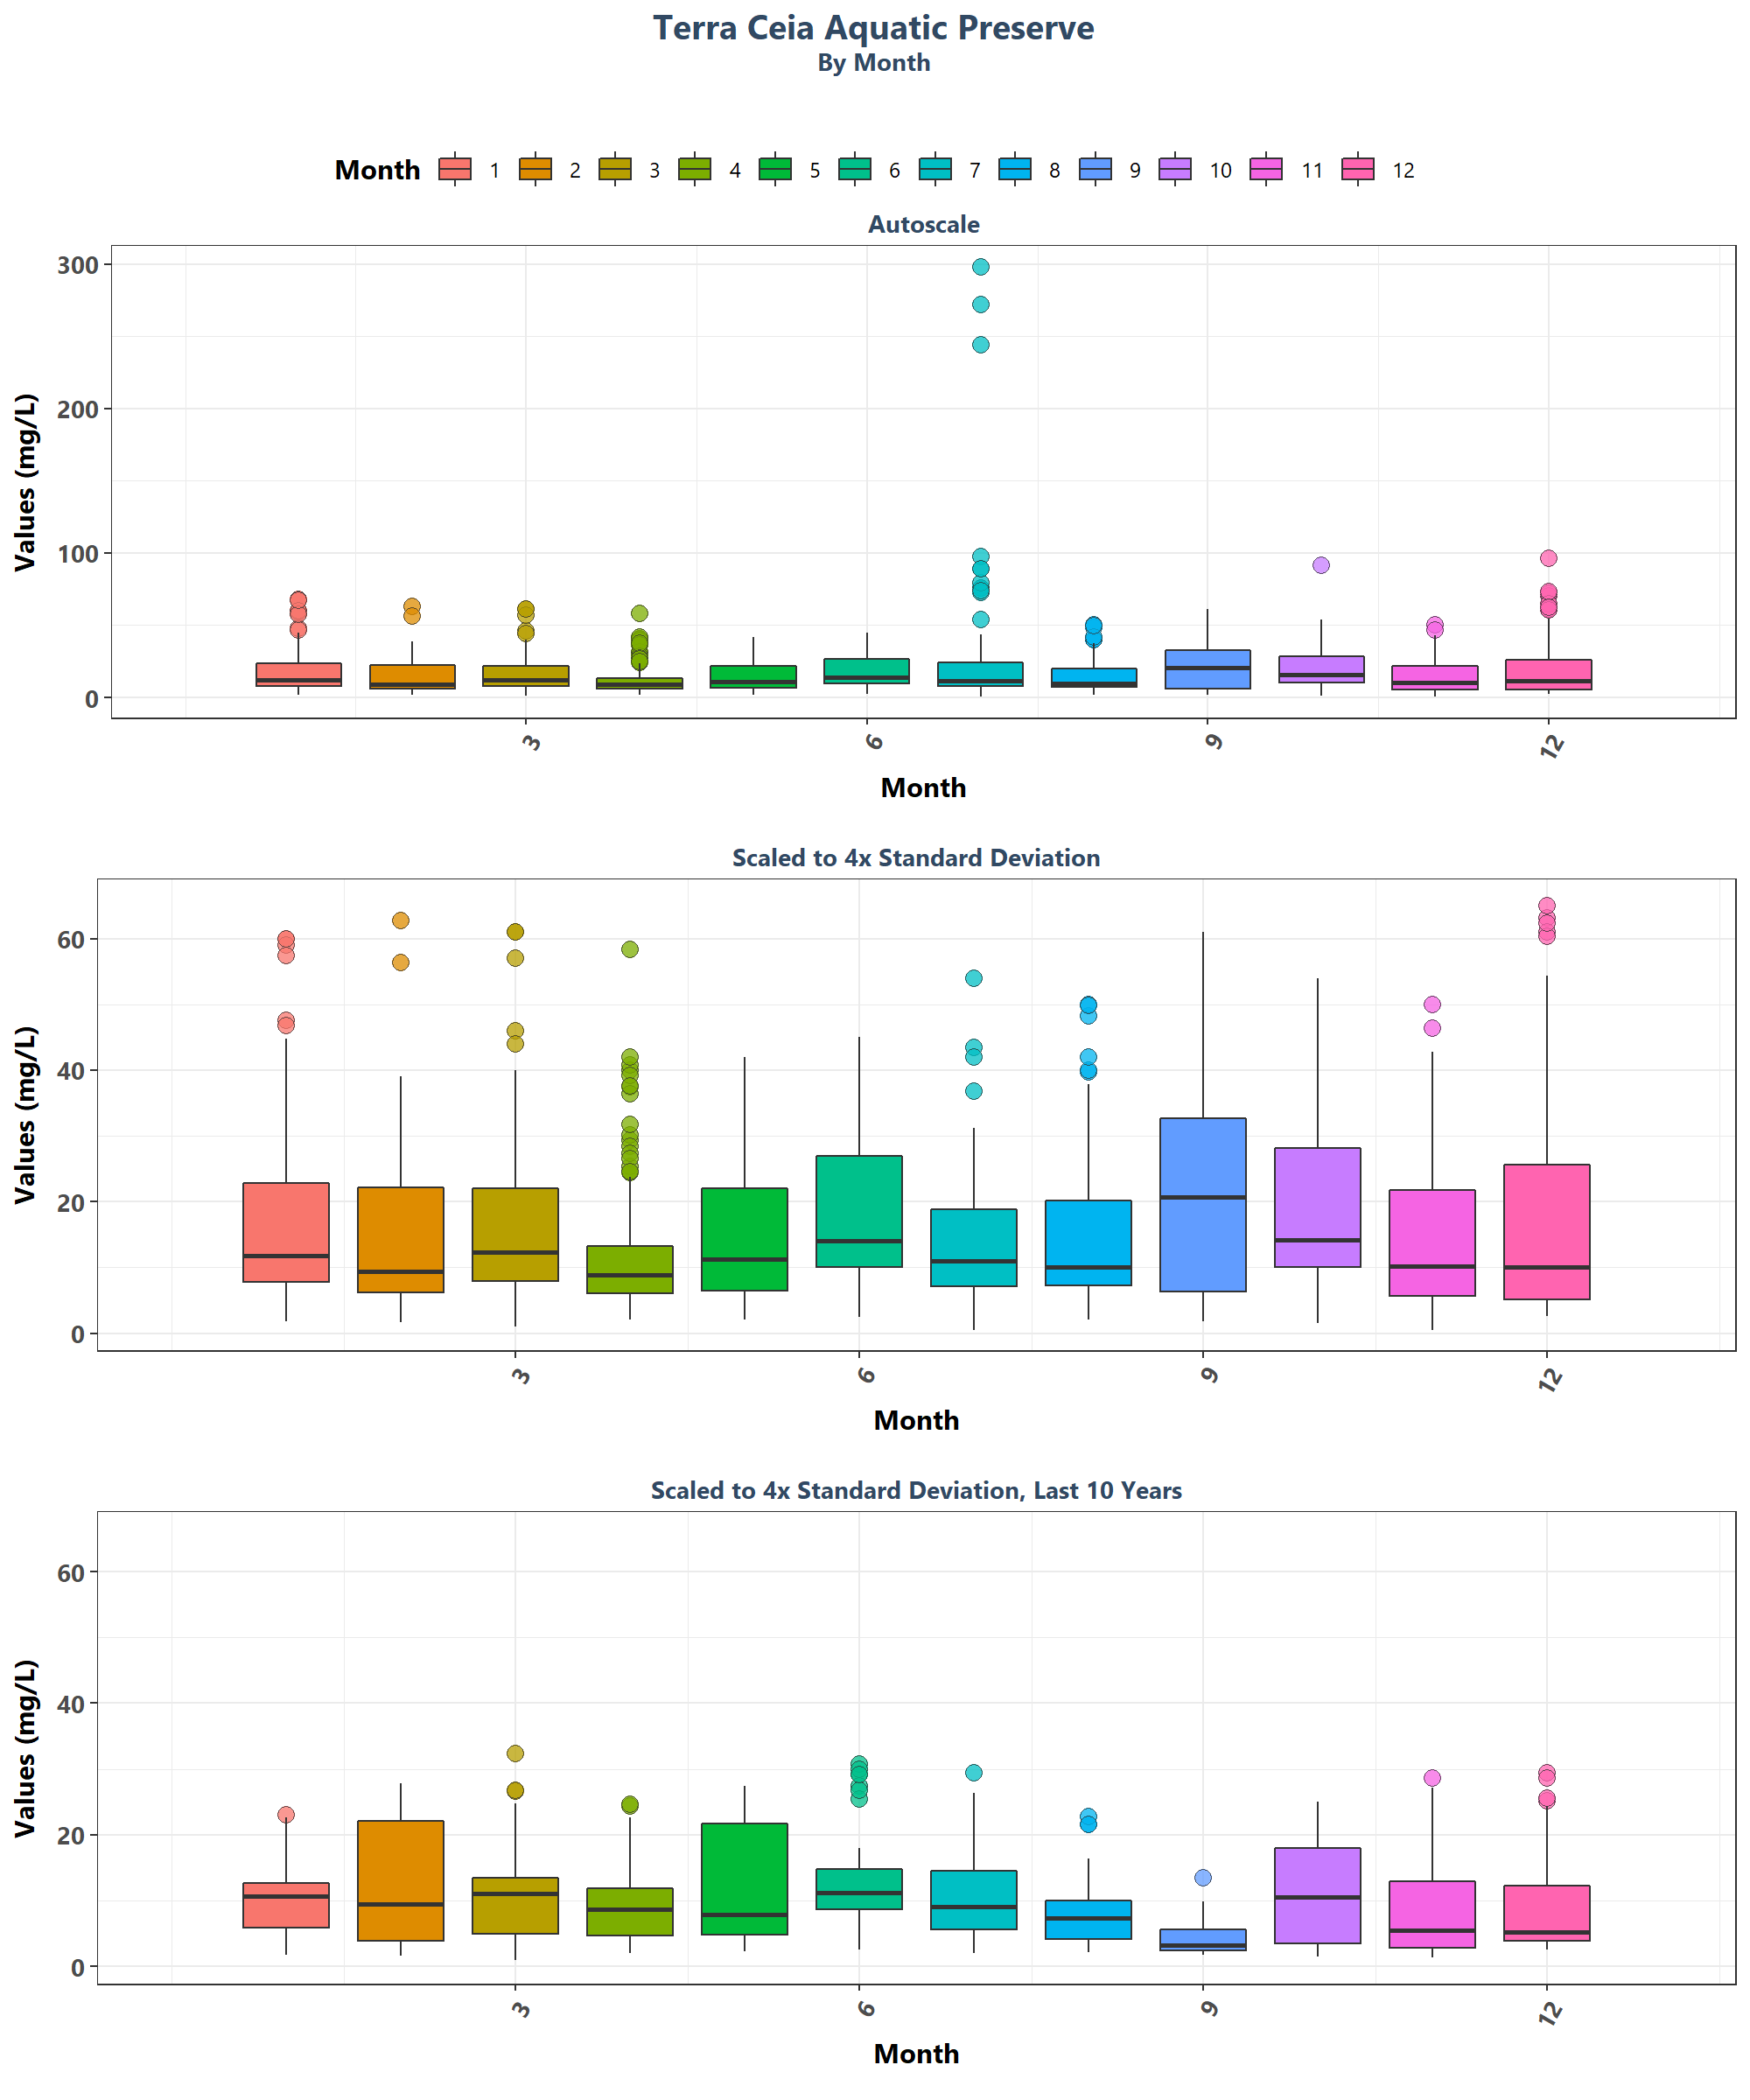 Terra Ceia Aquatic Preserve
By Month
Month 1 2 3 4 5 6 7 8 9 10 11 12
Autoscale
Values (mg/L)
300
200
100
0
3 6 9 12
Month
Scaled to 4x Standard Deviation
Values (mg/L)
60
40
20
0
3 6 9 12
Month
Scaled to 4x Standard Deviation, Last 10 Years
Values (mg/L)
60
40
20
0
3 6 9 12
Month